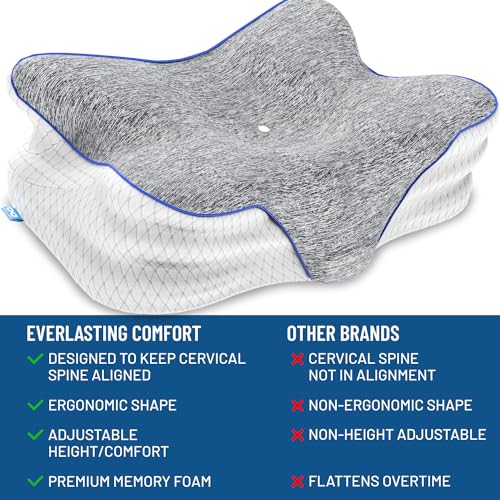 EVERLASTING COMFORT
DESIGNED TO KEEP CERVICAL
SPINE ALIGNED
ERGONOMIC SHAPE
ADJUSTABLE
HEIGHT/COMFORT
PREMIUM MEMORY FOAM
OTHER BRANDS
CERVICAL SPINE
NOT IN ALIGNMENT
NON-ERGONOMIC SHAPE
NON-HEIGHT ADJUSTABLE
FLATTENS OVERTIME